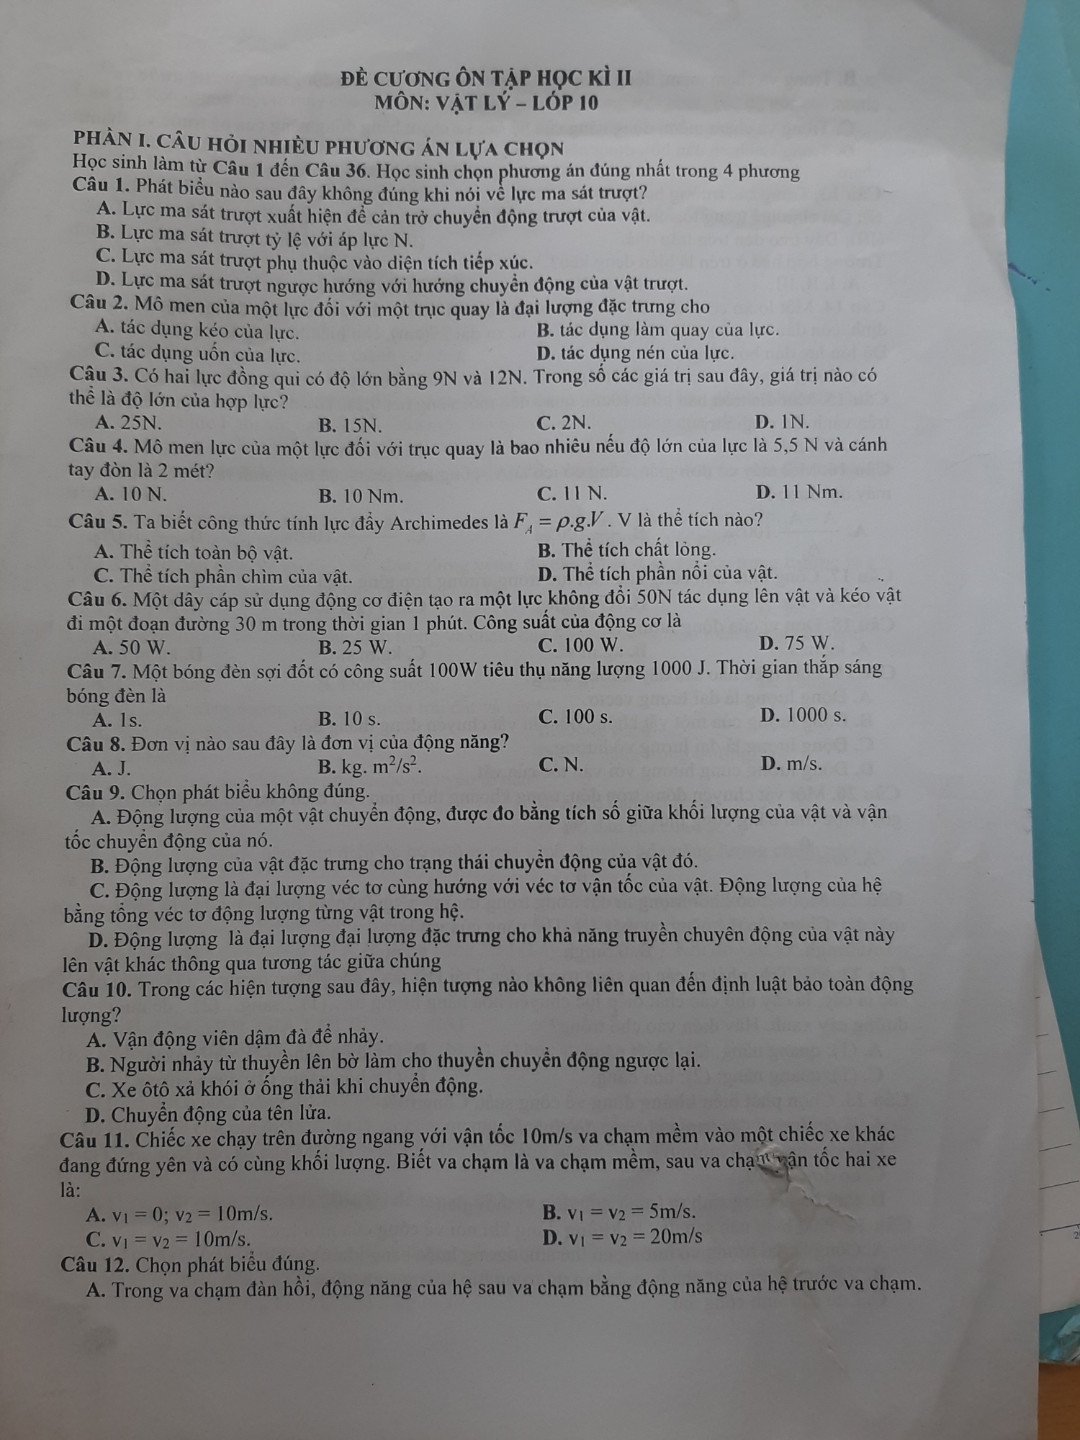 ĐỀ CƯƠNG ÔN TẬP HỌC KÌ II
MÔN: VẬT LÝ – LỚP 10
PHẦN I. CÂU HỎI NHIỀU PHƯƠNG ÁN LỰA CHỌN
Học sinh làm từ Câu 1 đến Câu 36. Học sinh chọn phương án đúng nhất trong 4 phương
Câu 1. Phát biểu nào sau đây không đúng khi nói về lực ma sát trượt?
A. Lực ma sát trượt xuất hiện để cản trở chuyển động trượt của vật.
B. Lực ma sát trượt tỷ lệ với áp lực N.
C. Lực ma sát trượt phụ thuộc vào diện tích tiếp xúc.
D. Lực ma sát trượt ngược hướng với hướng chuyển động của vật trượt.
Câu 2. Mô men của một lực đối với một trục quay là đại lượng đặc trưng cho
A. tác dụng kéo của lực. B. tác dụng làm quay của lực.
C. tác dụng uốn của lực. D. tác dụng nén của lực.
Câu 3. Có hai lực đồng qui có độ lớn bằng 9N và 12N. Trong số các giá trị sau đây, giá trị nào có
thể là độ lớn của hợp lực?
A. 25N. B. 15N. C. 2N. D. 1N.
Câu 4. Mô men lực của một lực đối với trục quay là bao nhiêu nếu độ lớn của lực là 5,5 N và cánh
tay đòn là 2 mét?
A. 10 N. B. 10 Nm. C. 11 N. D. 11 Nm.
Câu 5. Ta biết công thức tính lực đẩy Archimedes là F_A = ρ.g.V . V là thể tích nào?
A. Thể tích toàn bộ vật. B. Thể tích chất lỏng.
C. Thể tích phần chìm của vật. D. Thể tích phần nổi của vật.
Câu 6. Một dây cáp sử dụng động cơ điện tạo ra một lực không đổi 50N tác dụng lên vật và kéo vật
đi một đoạn đường 30 m trong thời gian 1 phút. Công suất của động cơ là
A. 50 W. B. 25 W. C. 100 W. D. 75 W.
Câu 7. Một bóng đèn sợi đốt có công suất 100W tiêu thụ năng lượng 1000 J. Thời gian thắp sáng
bóng đèn là
A. 1s. B. 10 s. C. 100 s. D. 1000 s.
Câu 8. Đơn vị nào sau đây là đơn vị của động năng?
A. J. B. kg. m²/s². C. N. D. m/s.
Câu 9. Chọn phát biểu không đúng.
A. Động lượng của một vật chuyển động, được đo bằng tích số giữa khối lượng của vật và vận
tốc chuyển động của nó.
B. Động lượng của vật đặc trưng cho trạng thái chuyển động của vật đó.
C. Động lượng là đại lượng véc tơ cùng hướng với véc tơ vận tốc của vật. Động lượng của hệ
bằng tổng véc tơ động lượng từng vật trong hệ.
D. Động lượng là đại lượng đại lượng đặc trưng cho khả năng truyền chuyên động của vật này
lên vật khác thông qua tương tác giữa chúng
Câu 10. Trong các hiện tượng sau đây, hiện tượng nào không liên quan đến định luật bảo toàn động
lượng?
A. Vận động viên dậm đà để nhảy.
B. Người nhảy từ thuyền lên bờ làm cho thuyền chuyển động ngược lại.
C. Xe ôtô xả khói ở ống thải khi chuyển động.
D. Chuyển động của tên lửa.
Câu 11. Chiếc xe chạy trên đường ngang với vận tốc 10m/s va chạm mềm vào một chiếc xe khác
đang đứng yên và có cùng khối lượng. Biết va chạm là va chạm mềm, sau va chạm vận tốc hai xe
là:
A. v₁ = 0; v₂ = 10m/s. B. v₁ = v₂ = 5m/s.
C. v₁ = v₂ = 10m/s. D. v₁ = v₂ = 20m/s
Câu 12. Chọn phát biểu đúng.
A. Trong va chạm đàn hồi, động năng của hệ sau va chạm bằng động năng của hệ trước va chạm.